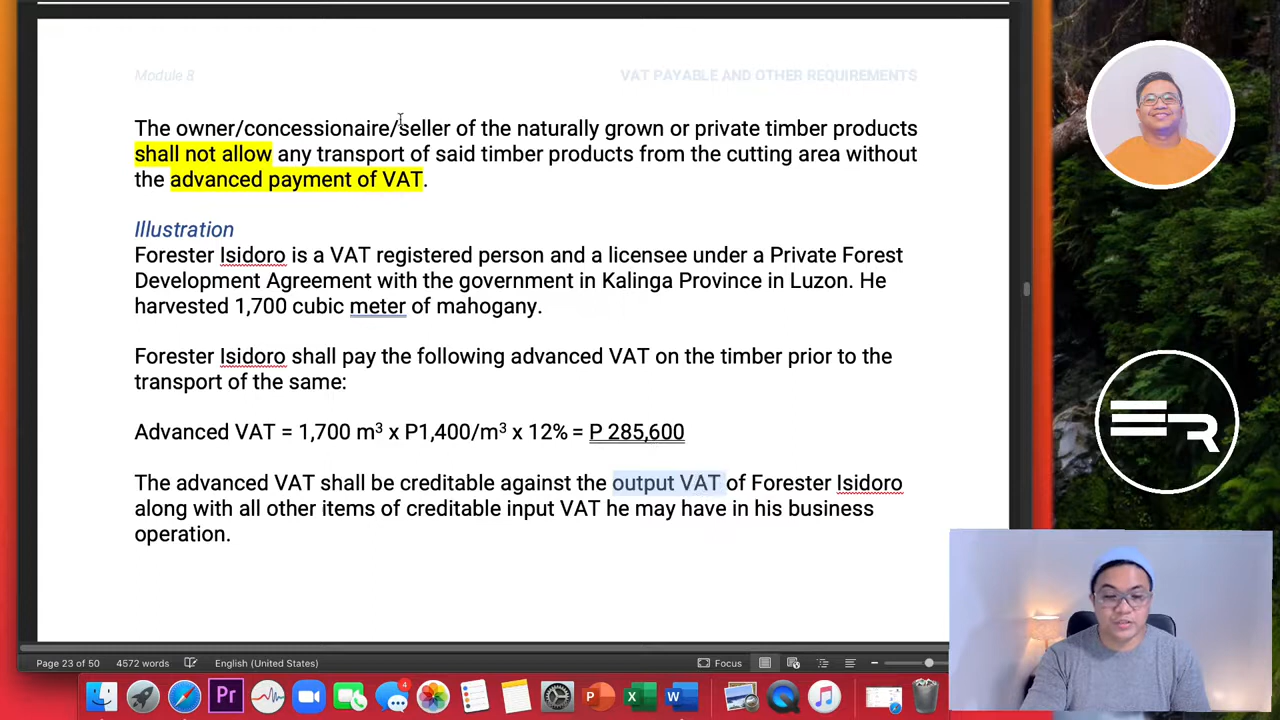 Module 8
VAT PAYABLE AND OTHER REQUIREMENTS
The owner/concessionaire/seller of the naturally grown or private timber products
shall not allow any transport of said timber products from the cutting area without
the advanced payment of VAT.
Illustration
Forester Isidoro is a VAT registered person and a licensee under a Private Forest
Development Agreement with the government in Kalinga Province in Luzon. He
harvested 1,700 cubic meter of mahogany.
Forester Isidoro shall pay the following advanced VAT on the timber prior to the
transport of the same:
Advanced VAT = 1,700 m³ x P1,400/m³ x 12% = P 285,600
The advanced VAT shall be creditable against the output VAT of Forester Isidoro
along with all other items of creditable input VAT he may have in his business
operation.
ER
Page 23 of 50
4572 words
English (United States)
Focus
Pr
4
P
X
W